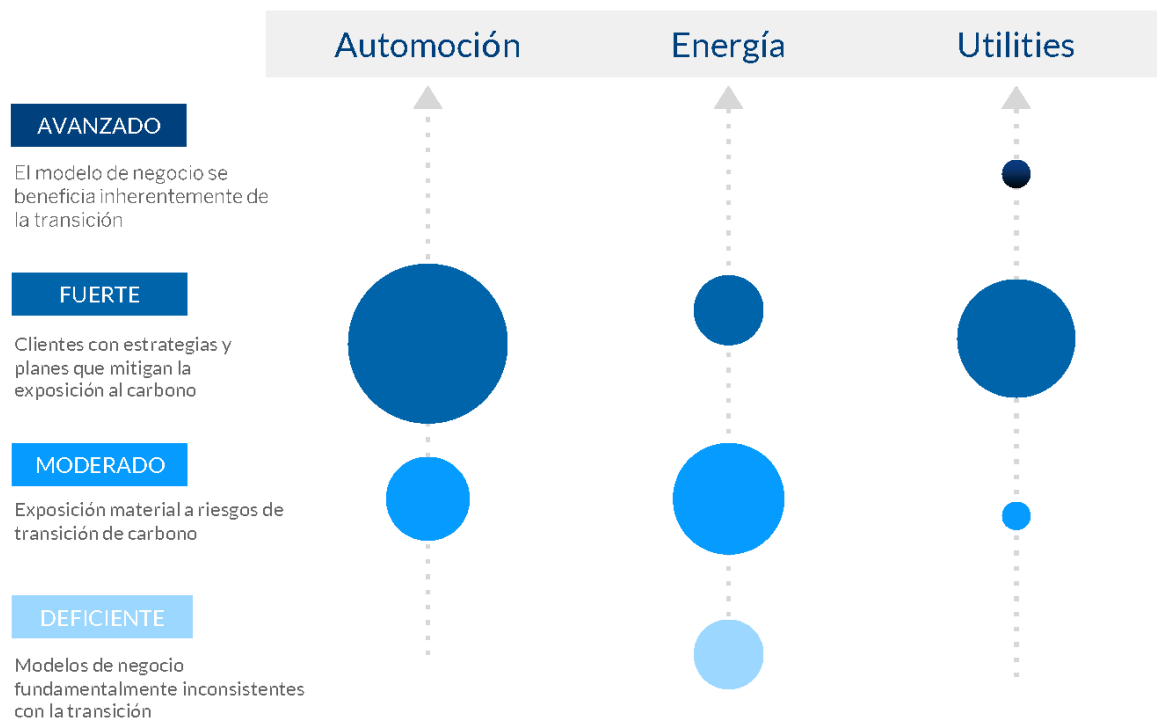 Automoción Energía Utilities
AVANZADO
El modelo de negocio se
beneficia inherentemente de
la transición
FUERTE
Clientes con estrategias y
planes que mitigan la
exposición al carbono
MODERADO
Exposición material a riesgos de
transición de carbono
DEFICIENTE
Modelos de negocio
fundamentalmente inconsistentes
con la transición